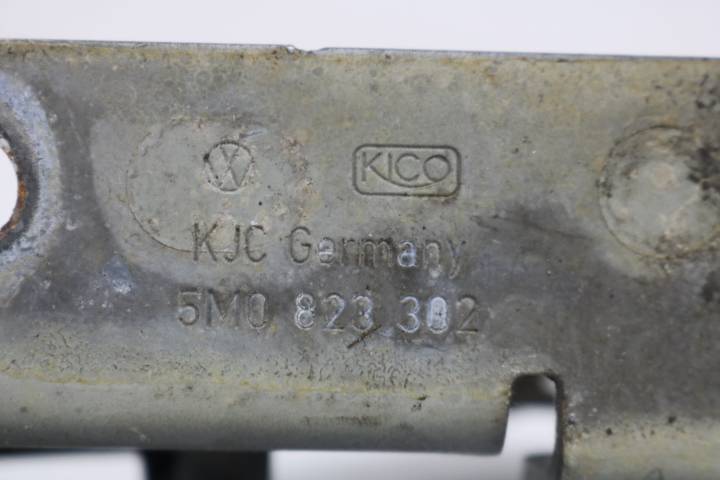 KICO
KJC Germany
5M0 823 302